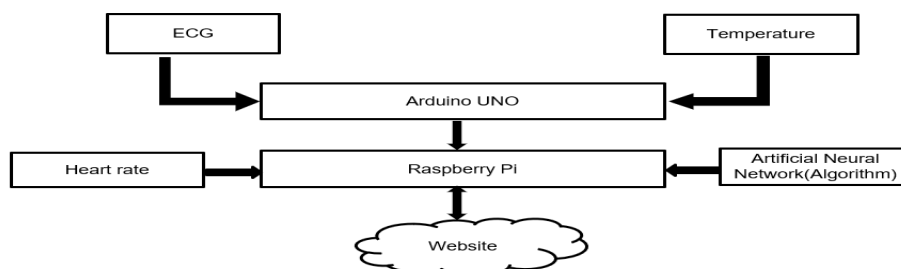 ECG
Temperature
Arduino UNO
Heart rate
Raspberry Pi
Artificial Neural
Network(Algorithm)
Website